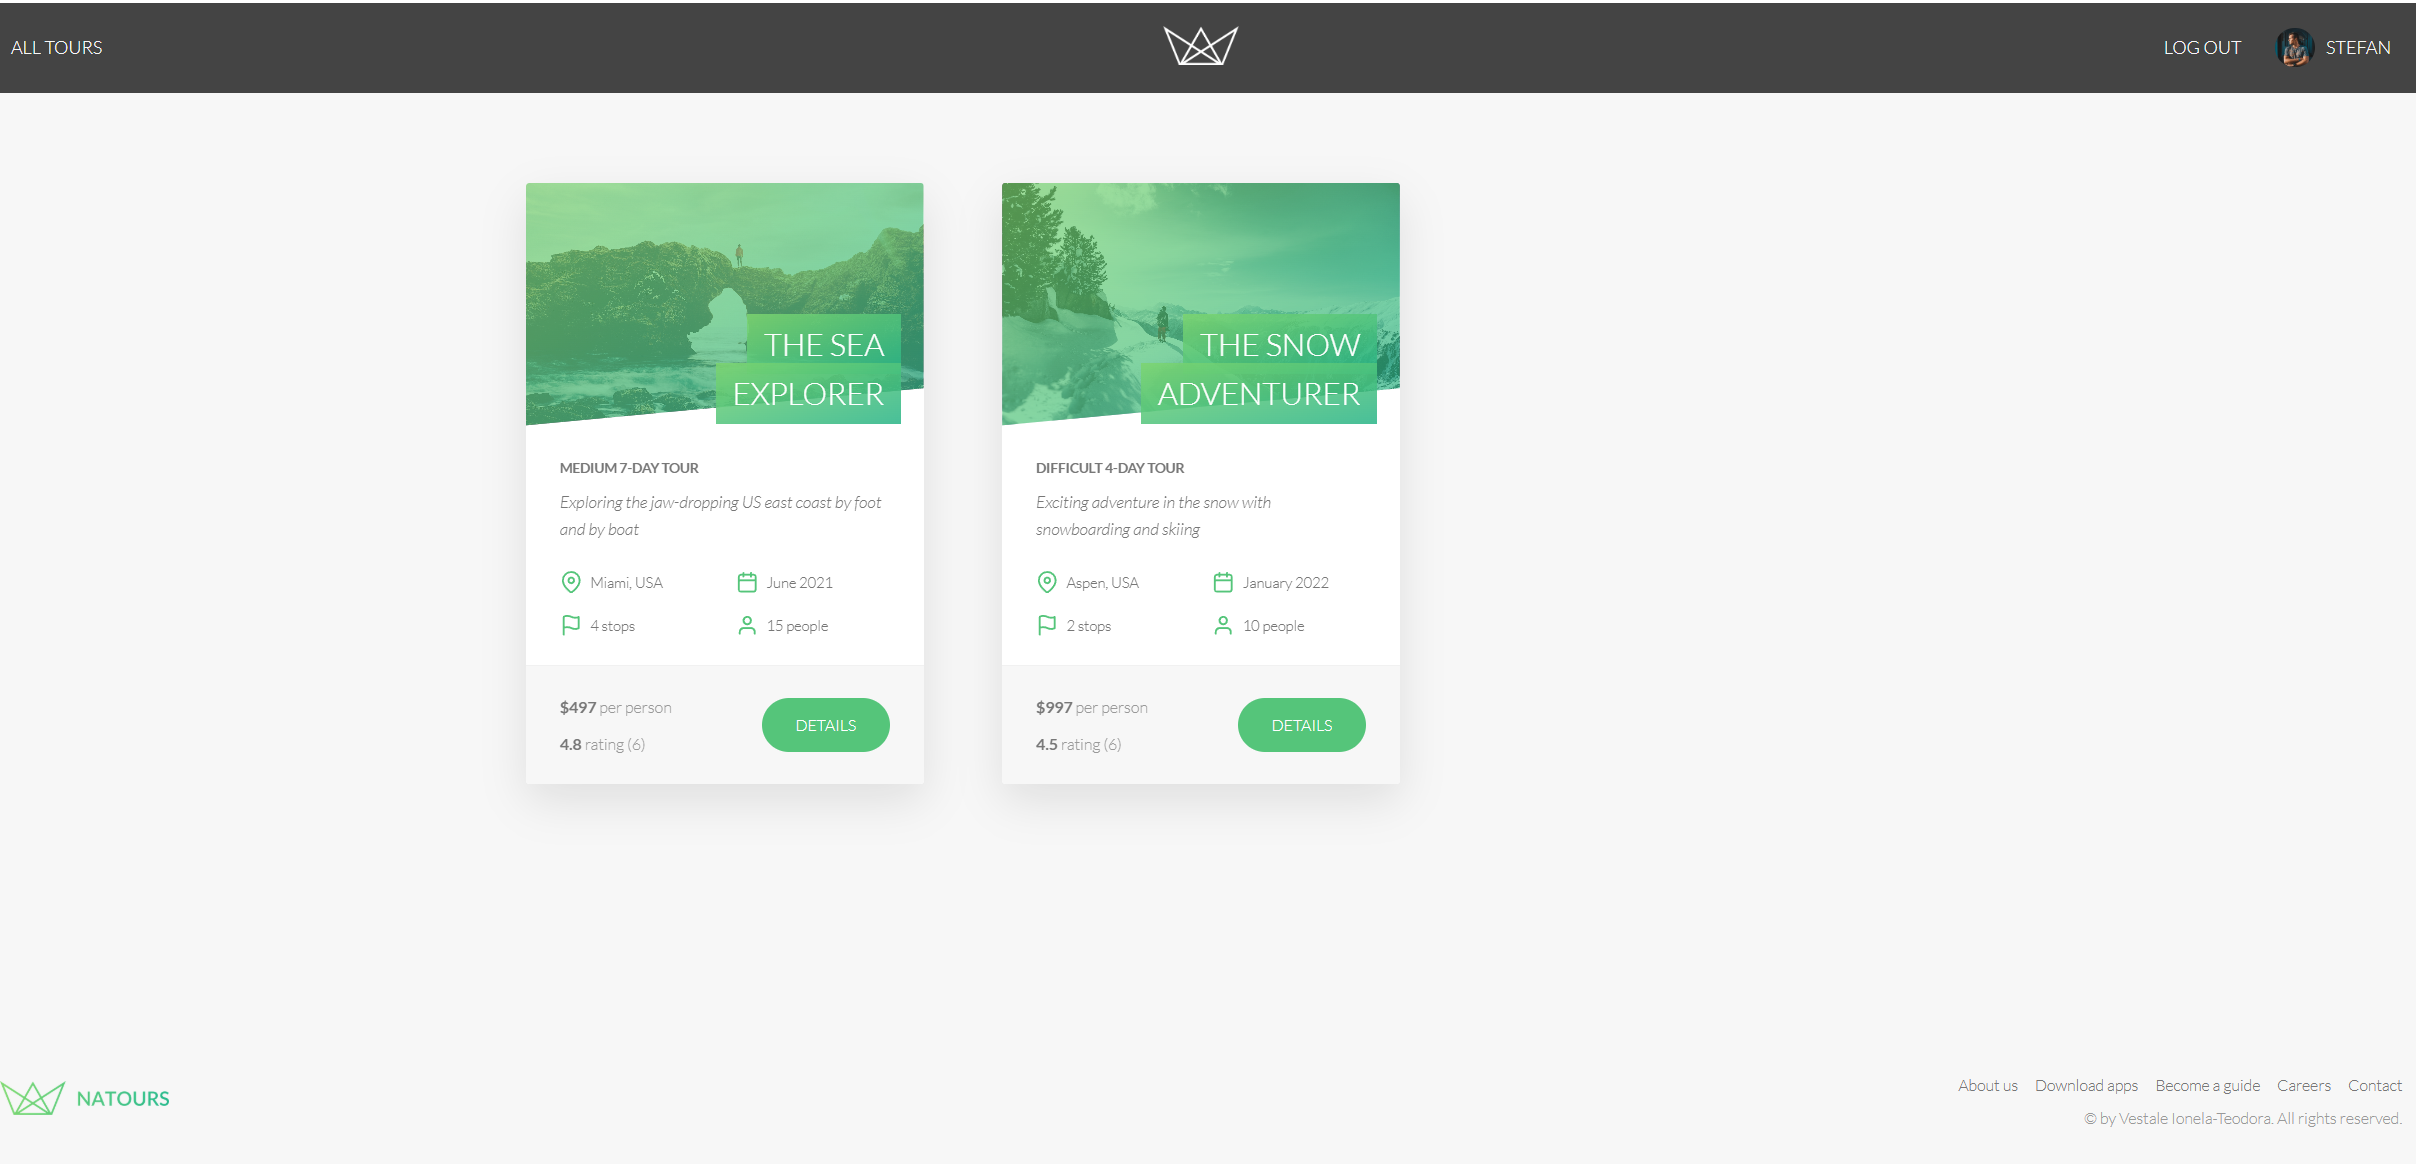 ALL TOURS
LOG OUT
STEFAN
THE SEA
EXPLORER
MEDIUM 7-DAY TOUR
Exploring the jaw-dropping US east coast by foot
and by boat
Miami, USA
June 2021
4 stops
15 people
$497 per person
4.8 rating (6)
DETAILS
THE SNOW
ADVENTURER
DIFFICULT 4-DAY TOUR
Exciting adventure in the snow with
snowboarding and skiing
Aspen, USA
January 2022
2 stops
10 people
$997 per person
4.5 rating (6)
DETAILS
NATOURS
About us Download apps Become a guide Careers Contact
© by Vestale Ionela-Teodora. All rights reserved.